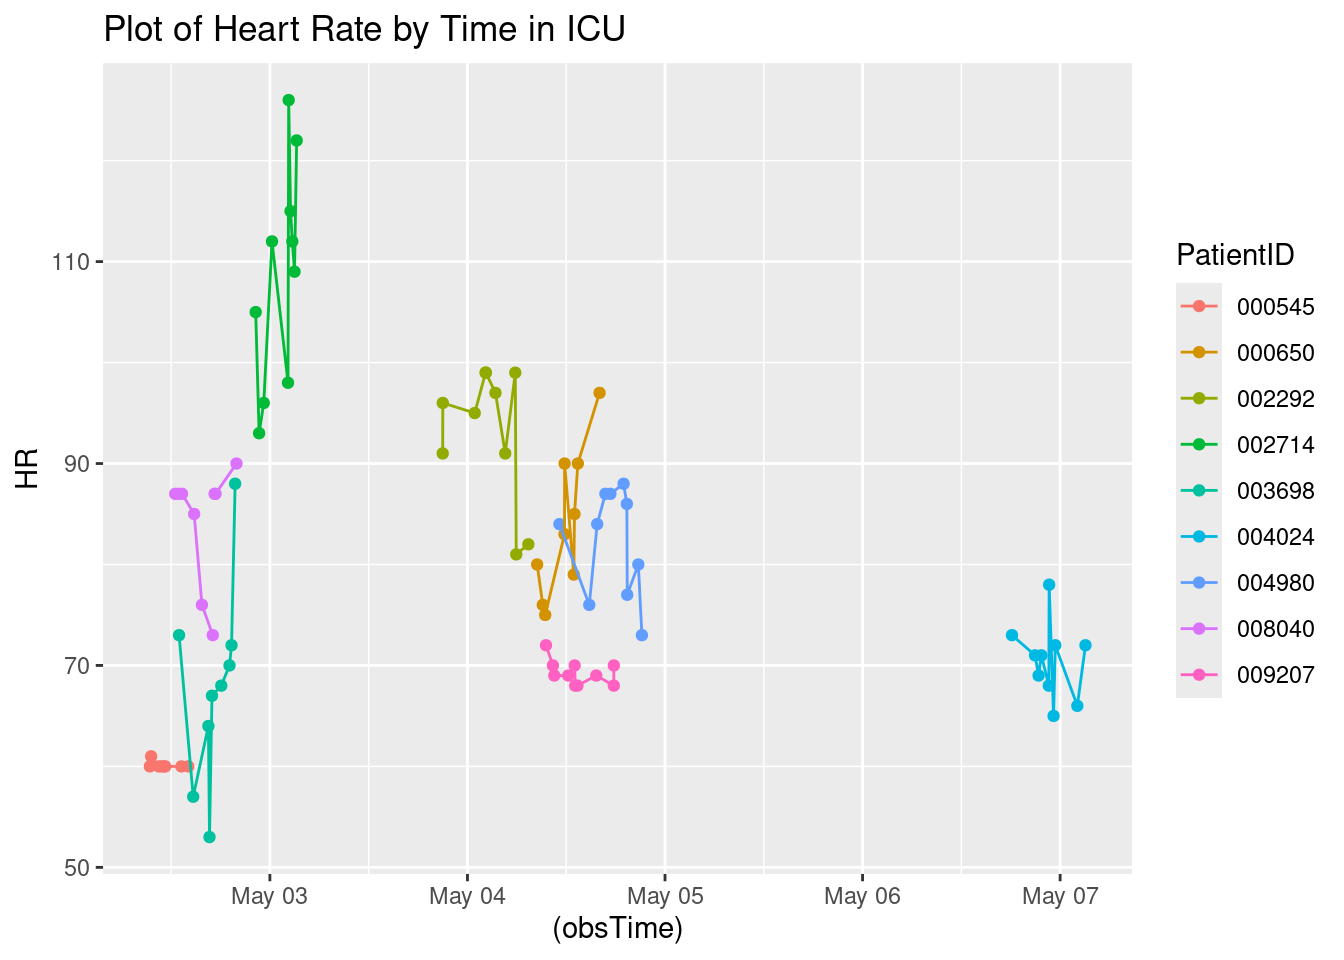 Plot of Heart Rate by Time in ICU
HR
110
90
70
50
May 03
May 04
May 05
May 06
May 07
(obsTime)
PatientID
000545
000650
002292
002714
003698
004024
004980
008040
009207